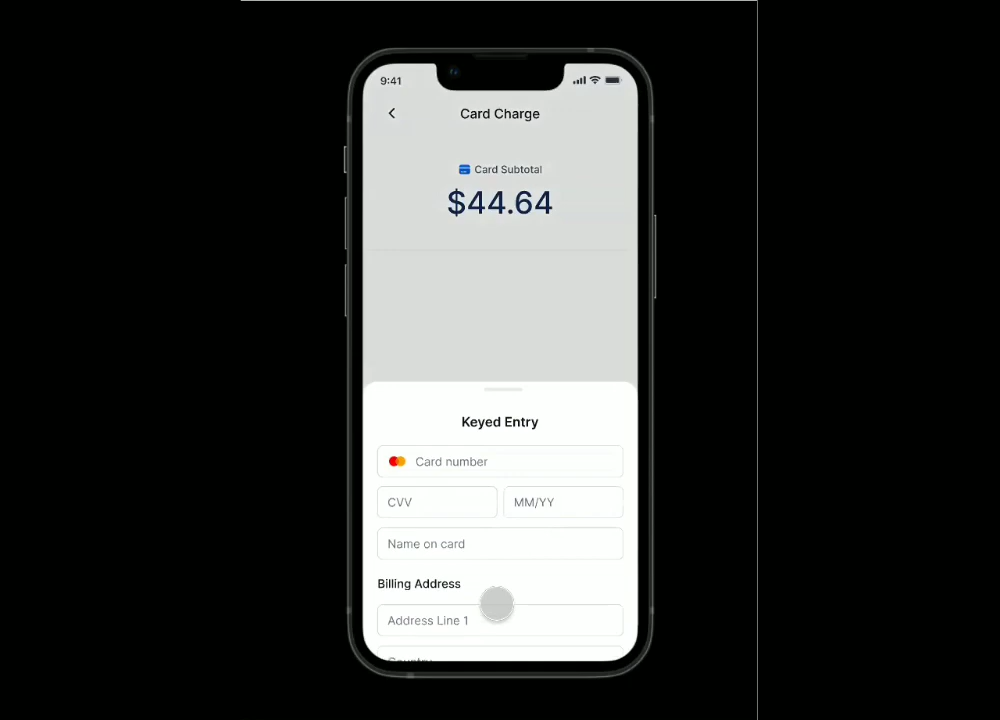 9:41
Card Charge
Card Subtotal
$44.64
Keyed Entry
Card number
CVV
MM/YY
Name on card
Billing Address
Address Line 1
Country